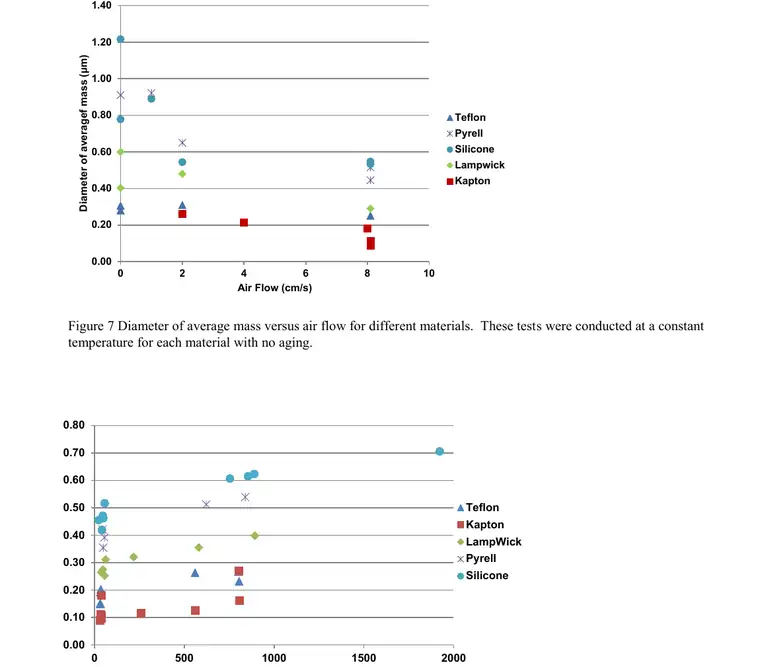 1.40
1.20
1.00
0.80
0.60
0.40
0.20
0.00
Diameter of averagef mass (µm)
0 2 4 6 8 10
Air Flow (cm/s)
Teflon
Pyrell
Silicone
Lampwick
Kapton
Figure 7 Diameter of average mass versus air flow for different materials. These tests were conducted at a constant
temperature for each material with no aging.
0.80
0.70
0.60
0.50
0.40
0.30
0.20
0.10
0.00
0 500 1000 1500 2000
Teflon
Kapton
LampWick
Pyrell
Silicone